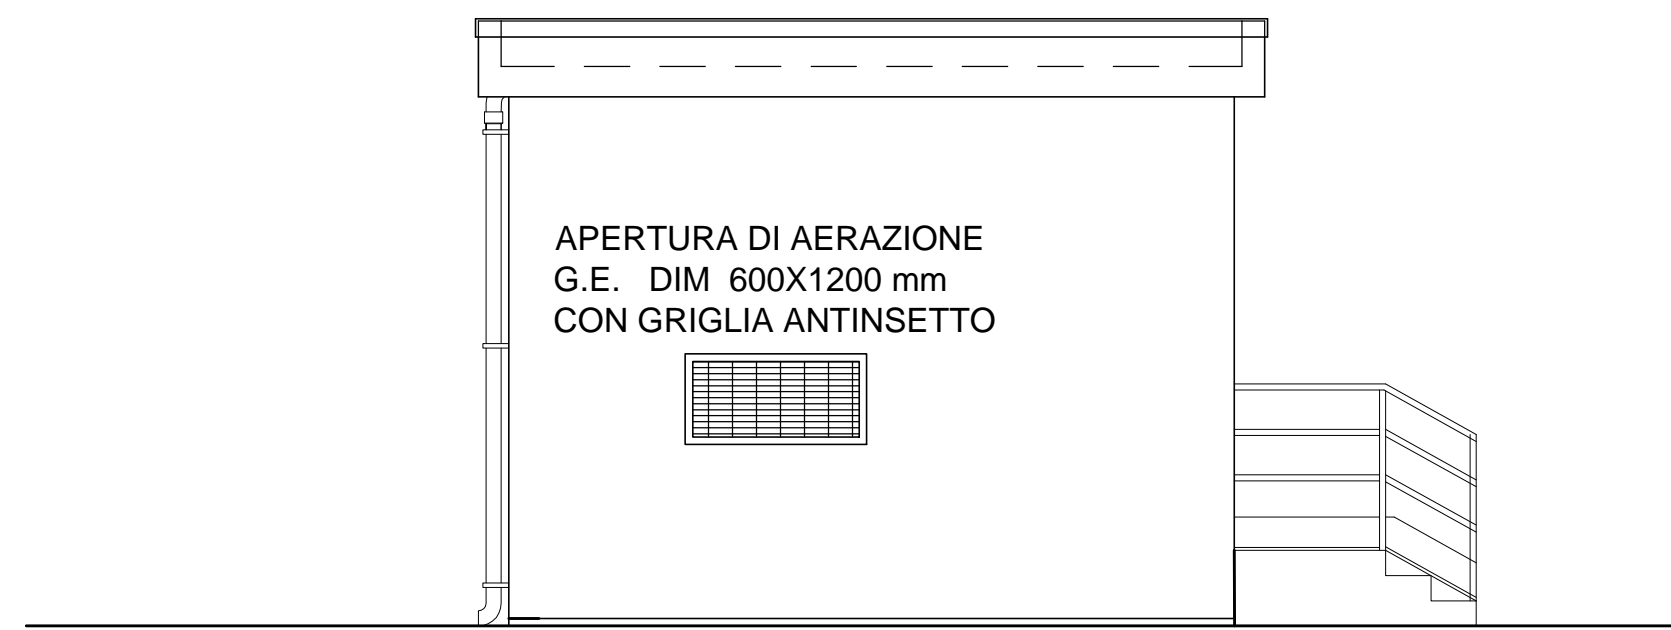 APERTURA DI AERAZIONE
G.E. DIM 600X1200 mm
CON GRIGLIA ANTINSETTO